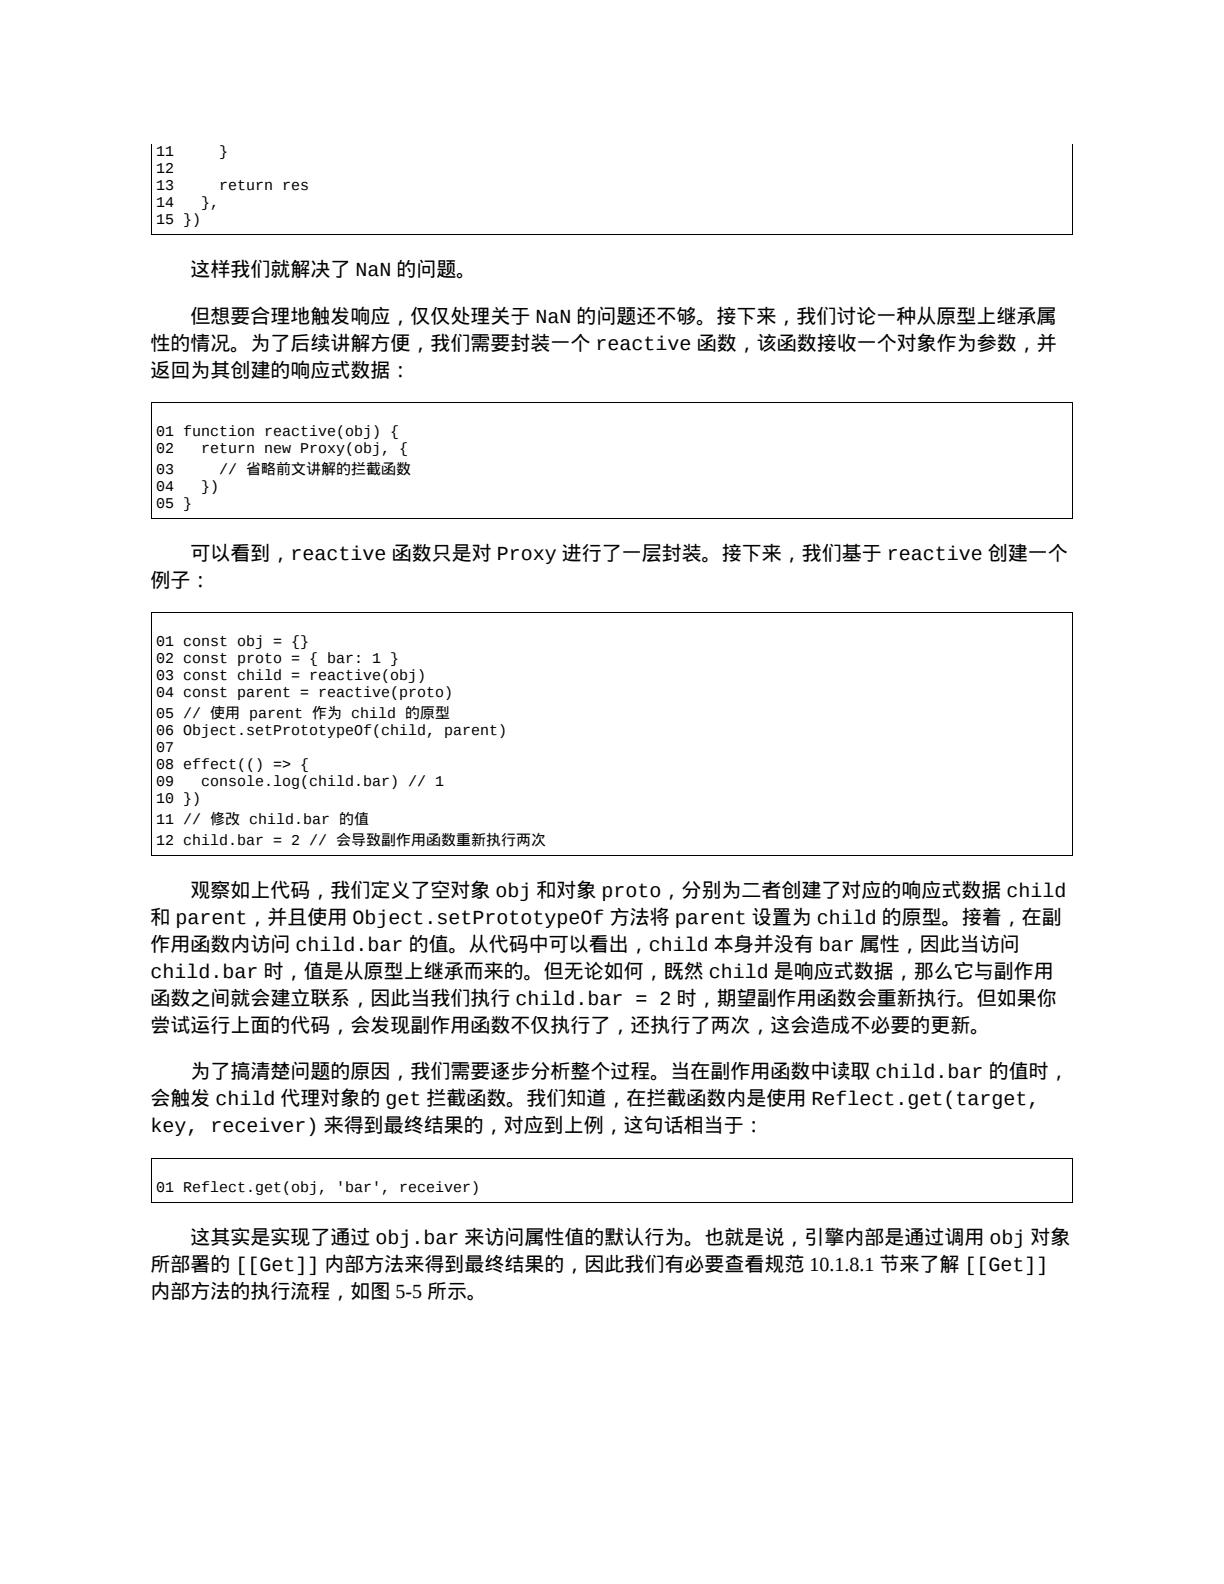 11     }
12
13     return res
14   },
15 })
这样我们就解决了 NaN 的问题。
但想要合理地触发响应，仅仅处理关于 NaN 的问题还不够。接下来，我们讨论一种从原型上继承属
性的情况。为了后续讲解方便，我们需要封装一个 reactive 函数，该函数接收一个对象作为参数，并
返回为其创建的响应式数据：
01 function reactive(obj) {
02   return new Proxy(obj, {
03     // 省略前文讲解的拦截函数
04   })
05 }
可以看到，reactive 函数只是对 Proxy 进行了一层封装。接下来，我们基于 reactive 创建一个
例子：
01 const obj = {}
02 const proto = { bar: 1 }
03 const child = reactive(obj)
04 const parent = reactive(proto)
05 // 使用 parent 作为 child 的原型
06 Object.setPrototypeOf(child, parent)
07
08 effect(() => {
09   console.log(child.bar) // 1
10 })
11 // 修改 child.bar 的值
12 child.bar = 2 // 会导致副作用函数重新执行两次
观察如上代码，我们定义了空对象 obj 和对象 proto，分别为二者创建了对应的响应式数据 child
和 parent，并且使用 Object.setPrototypeOf 方法将 parent 设置为 child 的原型。接着，在副
作用函数内访问 child.bar 的值。从代码中可以看出，child 本身并没有 bar 属性，因此当访问
child.bar 时，值是从原型上继承而来的。但无论如何，既然 child 是响应式数据，那么它与副作用
函数之间就会建立联系，因此当我们执行 child.bar = 2 时，期望副作用函数会重新执行。但如果你
尝试运行上面的代码，会发现副作用函数不仅执行了，还执行了两次，这会造成不必要的更新。
为了搞清楚问题的原因，我们需要逐步分析整个过程。当在副作用函数中读取 child.bar 的值时，
会触发 child 代理对象的 get 拦截函数。我们知道，在拦截函数内是使用 Reflect.get(target,
key, receiver) 来得到最终结果的，对应到上例，这句话相当于：
01 Reflect.get(obj, 'bar', receiver)
这其实是实现了通过 obj.bar 来访问属性值的默认行为。也就是说，引擎内部是通过调用 obj 对象
所部署的 [[Get]] 内部方法来得到最终结果的，因此我们有必要查看规范 10.1.8.1 节来了解 [[Get]]
内部方法的执行流程，如图 5-5 所示。